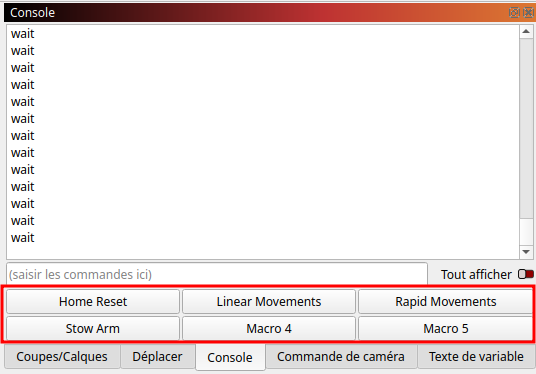 Console
wait
wait
wait
wait
wait
wait
wait
wait
wait
wait
wait
wait
wait
(saisir les commandes ici) Tout afficher
Home Reset Linear Movements Rapid Movements
Stow Arm Macro 4 Macro 5
Coupes/Calques Déplacer Console Commande de caméra Texte de variable